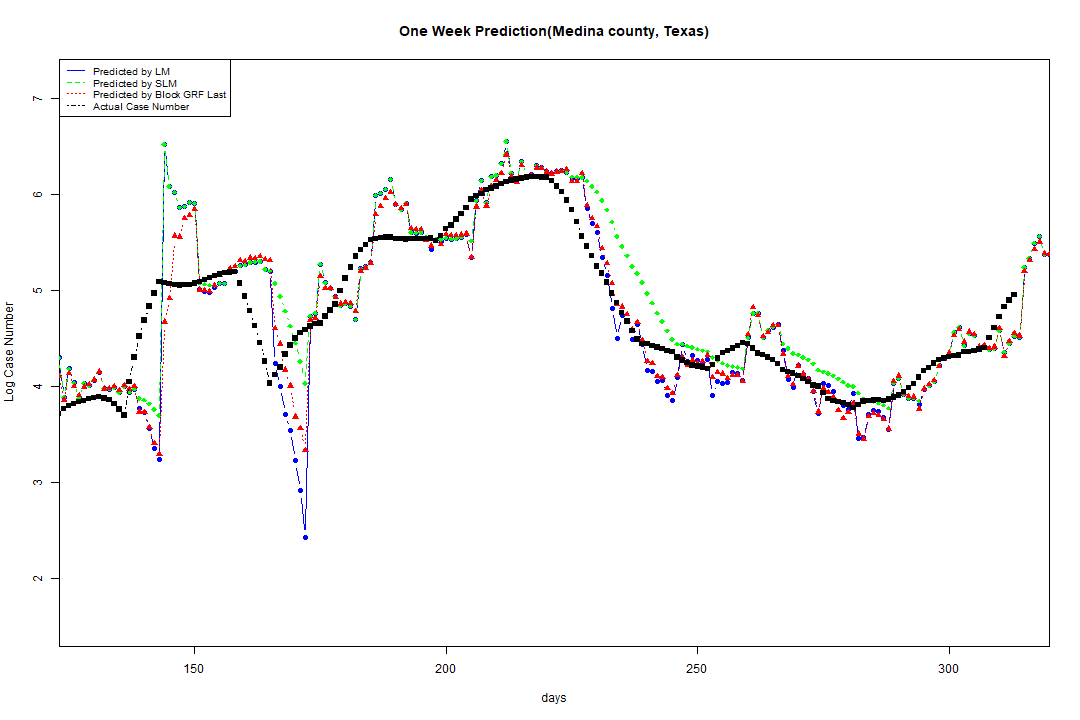 One Week Prediction(Medina county, Texas)
Predicted by LM
Predicted by SLM
Predicted by Block GRF Last
Actual Case Number
7
6
5
4
3
2
Log Case Number
150
200
250
300
days